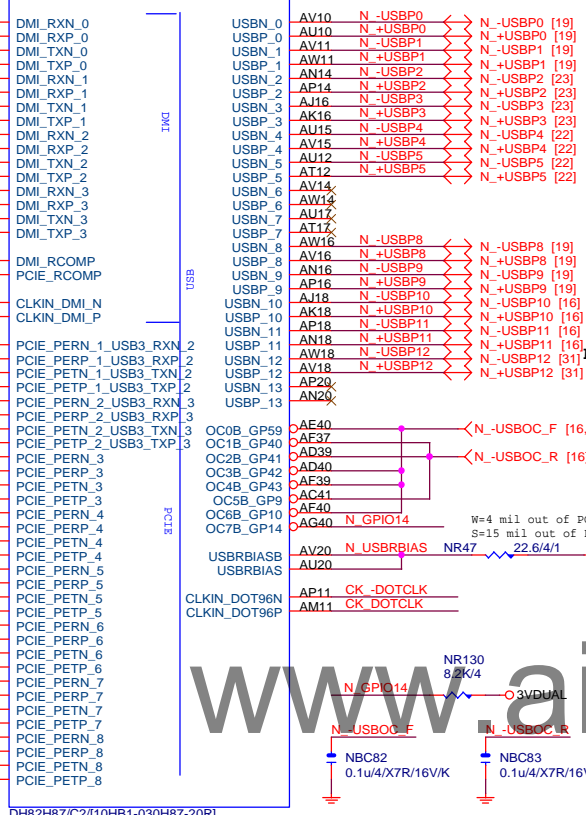 DMI_RXN_0 USBN_0 AV10 N_-USBP0 N_-USBP0 [19]
DMI_RXP_0 USBP_0 AU10 N_+USBP0 N_+USBP0 [19]
DMI_TXN_0 USBN_1 AV11 N_-USBP1 N_-USBP1 [19]
DMI_TXP_0 USBP_1 AW11 N_+USBP1 N_+USBP1 [19]
DMI_RXN_1 USBN_2 AN14 N_-USBP2 N_-USBP2 [23]
DMI_RXP_1 USBP_2 AP14 N_+USBP2 N_+USBP2 [23]
DMI_TXN_1 USBN_3 AJ16 N_-USBP3 N_-USBP3 [23]
DMI_TXP_1 USBP_3 AK16 N_+USBP3 N_+USBP3 [23]
DMI_RXN_2 USBN_4 AU15 N_-USBP4 N_-USBP4 [22]
DMI_RXP_2 USBP_4 AV15 N_+USBP4 N_+USBP4 [22]
DMI_TXN_2 USBN_5 AU12 N_-USBP5 N_-USBP5 [22]
DMI_TXP_2 USBP_5 AT12 N_+USBP5 N_+USBP5 [22]
DMI_RXN_3 USBN_6 AV14
DMI_RXP_3 USBP_6 AW14
DMI_TXN_3 USBN_7 AU17
DMI_TXP_3 USBP_7 AT17
DMI
USBN_8 AW16 N_-USBP8 N_-USBP8 [19]
DMI_RCOMP USBP_8 AV16 N_+USBP8 N_+USBP8 [19]
PCIE_RCOMP USBN_9 AN16 N_-USBP9 N_-USBP9 [19]
USBP_9 AP16 N_+USBP9 N_+USBP9 [19]
CLKIN_DMI_N USBN_10 AJ18 N_-USBP10 N_-USBP10 [16]
CLKIN_DMI_P USBP_10 AK18 N_+USBP10 N_+USBP10 [16]
USBN_11 AP18 N_-USBP11 N_-USBP11 [16]
PCIE_PERN_1_USB3_RXN_2 USBP_11 AN18 N_+USBP11 N_+USBP11 [16]
PCIE_PERP_1_USB3_RXP_2 USBN_12 AW18 N_-USBP12 N_-USBP12 [31]
PCIE_PETN_1_USB3_TXN_2 USBP_12 AV18 N_+USBP12 N_+USBP12 [31]
PCIE_PETP_1_USB3_TXP_2 USBN_13 AP20
PCIE_PERN_2_USB3_RXN_3 USBP_13 AN20
USB
PCIE_PERP_2_USB3_RXP_3
PCIE_PETN_2_USB3_TXN_3 OC0B_GP59 AE40 N_-USBOC_F [16,
PCIE_PETP_2_USB3_TXP_3 OC1B_GP40 AF37
PCIE_PERN_3 OC2B_GP41 AD39 N_-USBOC_R [16
PCIE_PERP_3 OC3B_GP42 AD40
PCIE_PETN_3 OC4B_GP43 AF39
PCIE_PETP_3 OC5B_GP9 AC41
PCIE_PERN_4 OC6B_GP10 AF40
PCIE_PERP_4 OC7B_GP14 AG40 N_GPIO14
PCIE
W=4 mil out of
S=15 mil out of
PCIE_PETN_4
PCIE_PETP_4 USBRBIASB AV20 N_USBRBIAS NR47 22.6/4/1
PCIE_PERN_5 USBRBIAS AU20
PCIE_PERP_5
PCIE_PETN_5 CLKIN_DOT96N AP11 CK_-DOTCLK
PCIE_PETP_5 CLKIN_DOT96P AM11 CK_DOTCLK
PCIE_PERN_6
PCIE_PERP_6
PCIE_PETN_6
PCIE_PETP_6
PCIE_PERN_7
PCIE_PERP_7
PCIE_PETN_7
PCIE_PETP_7
PCIE_PERN_8
PCIE_PERP_8
PCIE_PETN_8
PCIE_PETP_8
NR130
8.2K/4
N_GPIO14 3VDUAL
www.ai
N_-USBOC_F N_-USBOC_R
NBC82 NBC83
0.1u/4/X7R/16V/K 0.1u/4/X7R/16V
DH82H87/C2/[10HB1-030H87-20R]